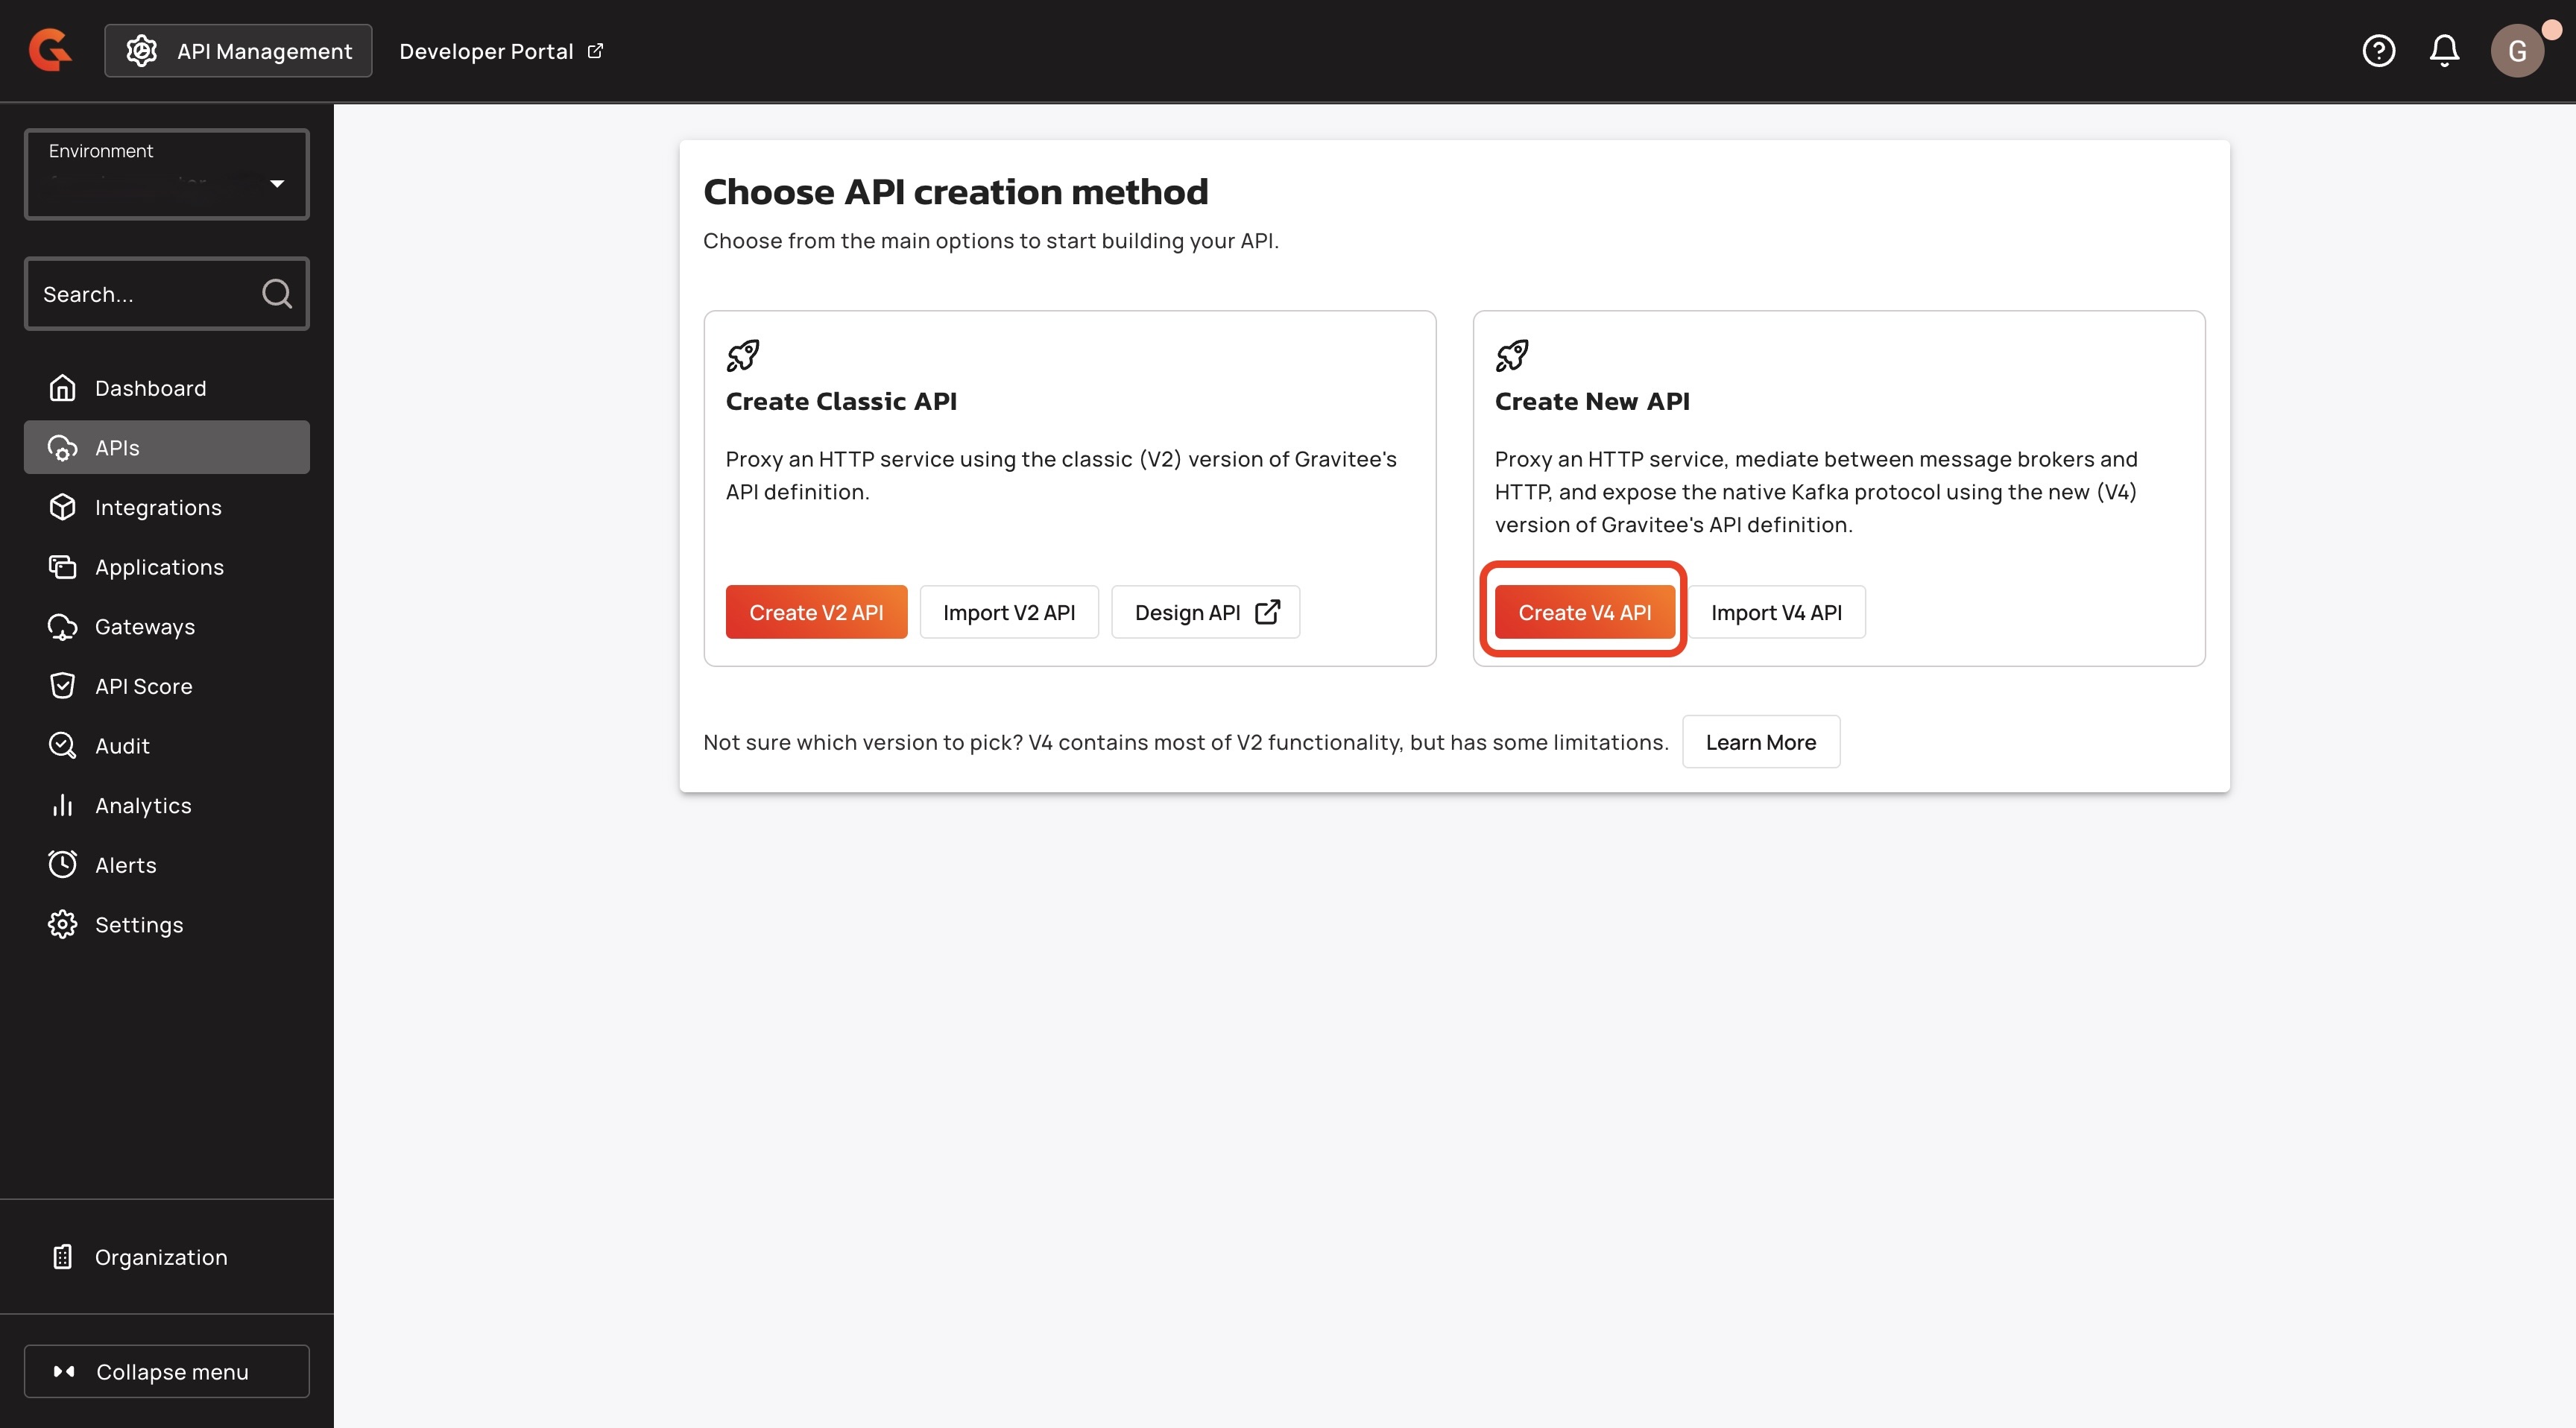 API Management
Developer Portal
G
Environment
Search...
Dashboard
APIs
Integrations
Applications
Gateways
API Score
Audit
Analytics
Alerts
Settings
Organization
Collapse menu
Choose API creation method
Choose from the main options to start building your API.
Create Classic API
Proxy an HTTP service using the classic (V2) version of Gravitee's
API definition.
Create V2 API
Import V2 API
Design API
Create New API
Proxy an HTTP service, mediate between message brokers and
HTTP, and expose the native Kafka protocol using the new (V4)
version of Gravitee's API definition.
Create V4 API
Import V4 API
Not sure which version to pick? V4 contains most of V2 functionality, but has some limitations.
Learn More